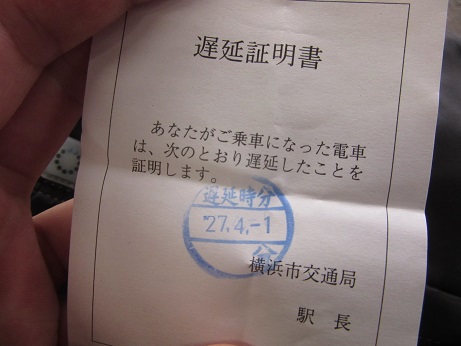 遅延証明書
あなたがご乗車になった電車
は、次のとおり遅延したことを
証明します。
遅延時分
'27.4.-1
分
横浜市交通局
駅 長